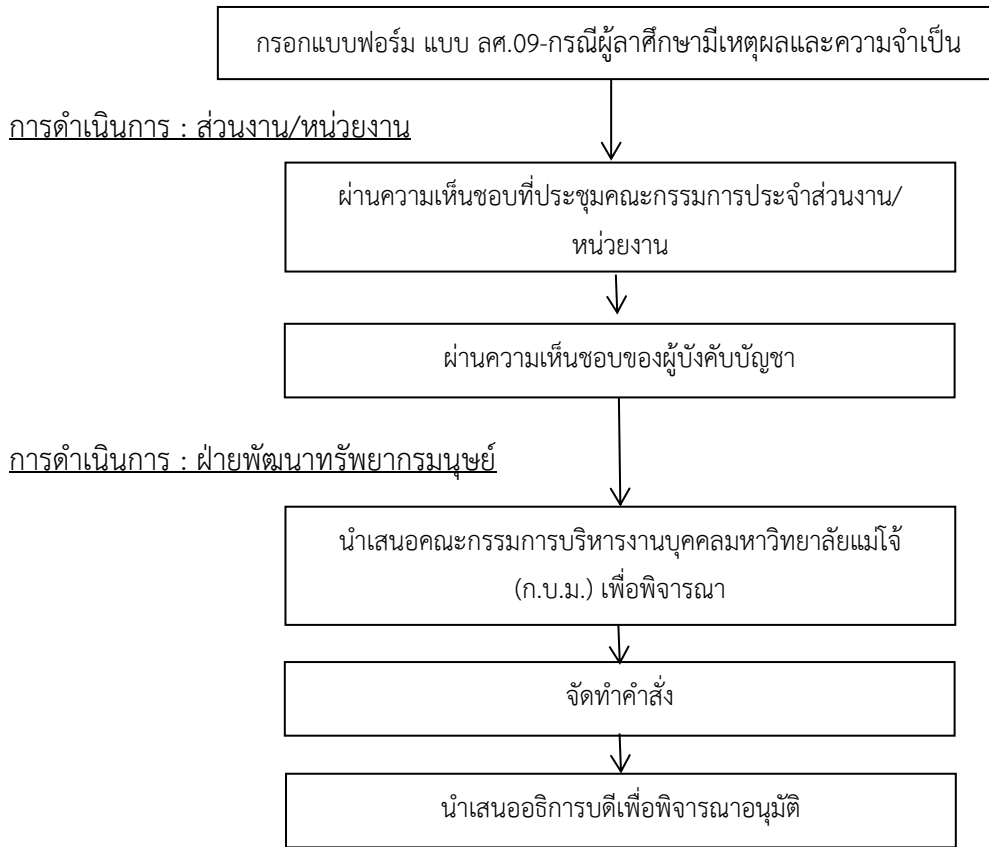 กรอกแบบฟอร์ม แบบ ลศ.09-กรณีผู้ลาศึกษามีเหตุผลและความจำเป็น
การดำเนินการ : ส่วนงาน/หน่วยงาน
ผ่านความเห็นชอบที่ประชุมคณะกรรมการประจำส่วนงาน/
หน่วยงาน
ผ่านความเห็นชอบของผู้บังคับบัญชา
การดำเนินการ : ฝ่ายพัฒนาทรัพยากรมนุษย์
นำเสนอคณะกรรมการบริหารงานบุคคลมหาวิทยาลัยแม่โจ้
(ก.บ.ม.) เพื่อพิจารณา
จัดทำคำสั่ง
นำเสนออธิการบดีเพื่อพิจารณาอนุมัติ